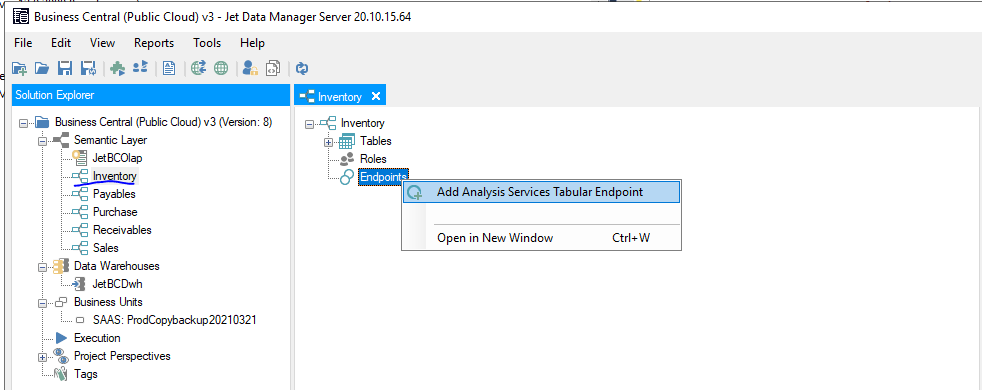 Business Central (Public Cloud) v3 - Jet Data Manager Server 20.10.15.64
File Edit View Reports Tools Help
Solution Explorer
Inventory
Business Central (Public Cloud) v3 (Version: 8)
Semantic Layer
JetBCOlap
Inventory
Payables
Purchase
Receivables
Sales
Data Warehouses
JetBCDwh
Business Units
SAAS: ProdCopybackup20210321
Execution
Project Perspectives
Tags
Inventory
Tables
Roles
Endpoints
Add Analysis Services Tabular Endpoint
Open in New Window Ctrl+W